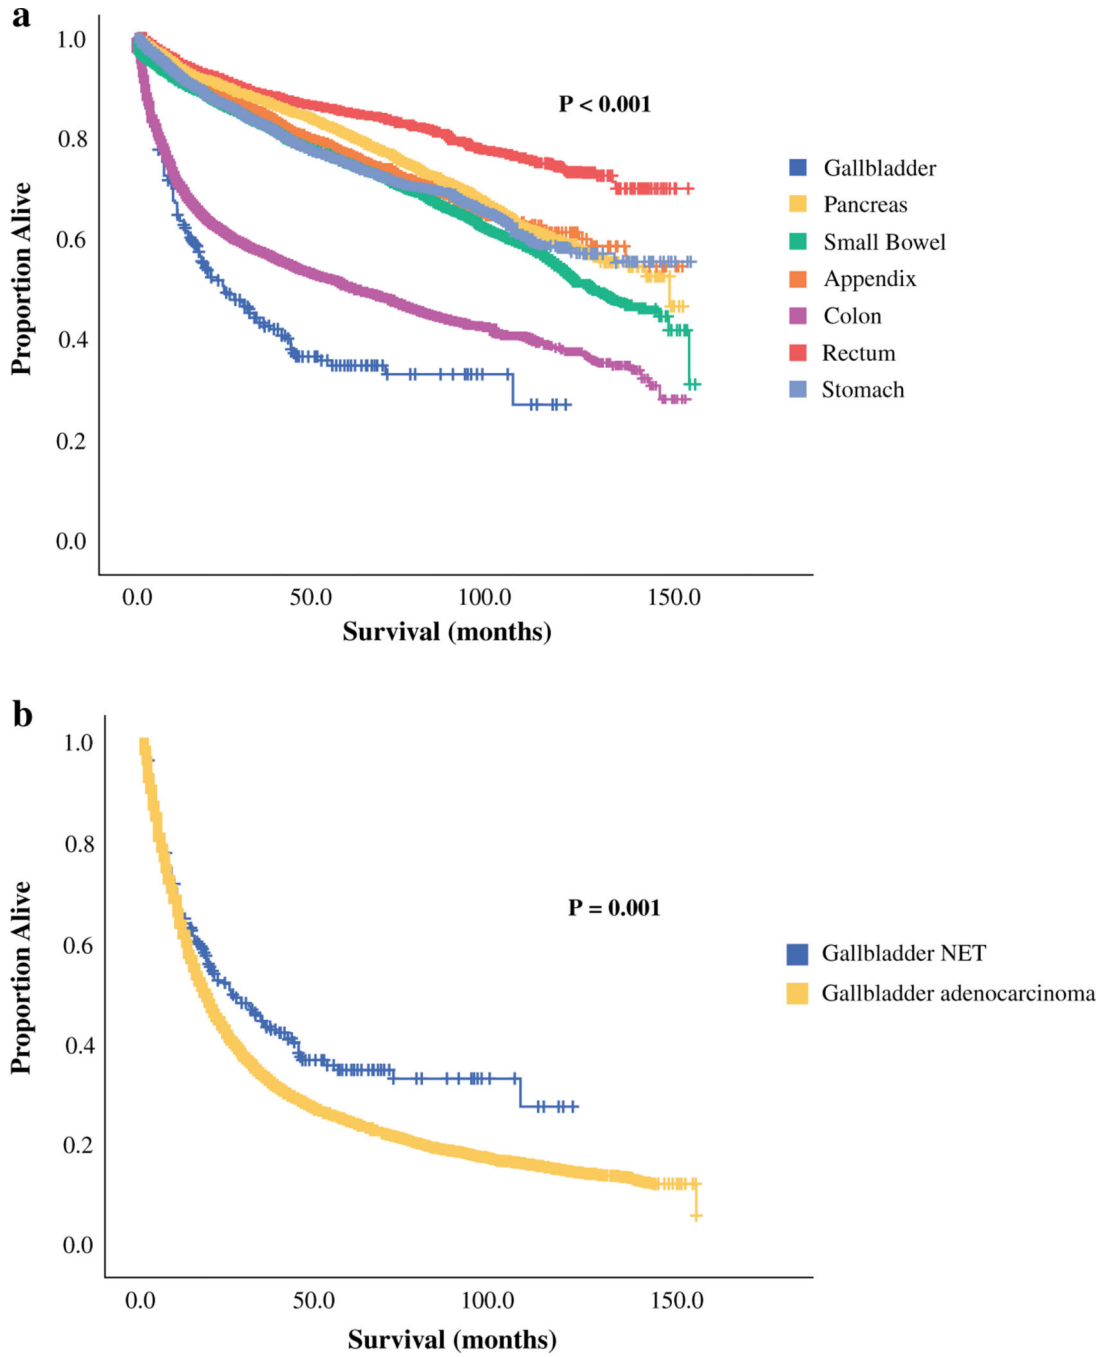 a
1.0
0.8
0.6
0.4
0.2
0.0
Proportion Alive
P < 0.001
Gallbladder
Pancreas
Small Bowel
Appendix
Colon
Rectum
Stomach
0.0 50.0 100.0 150.0
Survival (months)
b
1.0
0.8
0.6
0.4
0.2
0.0
Proportion Alive
P = 0.001
Gallbladder NET
Gallbladder adenocarcinoma
0.0 50.0 100.0 150.0
Survival (months)